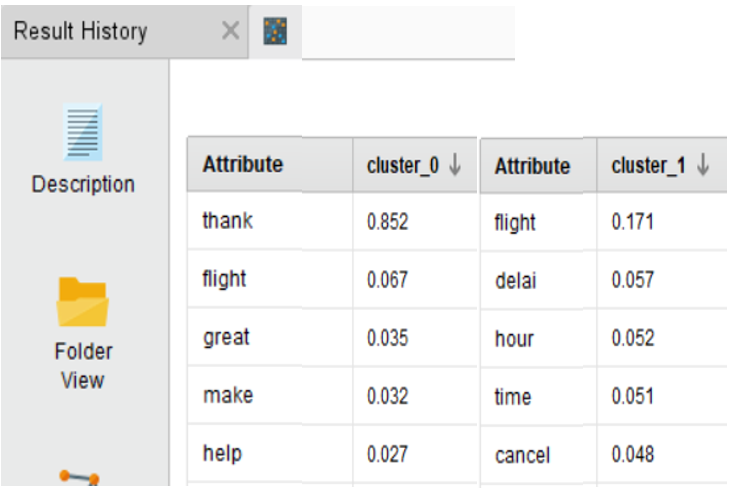 Result History
Description
Folder
View
Attribute cluster_0 ↓ Attribute cluster_1 ↓
thank 0.852 flight 0.171
flight 0.067 delai 0.057
great 0.035 hour 0.052
make 0.032 time 0.051
help 0.027 cancel 0.048